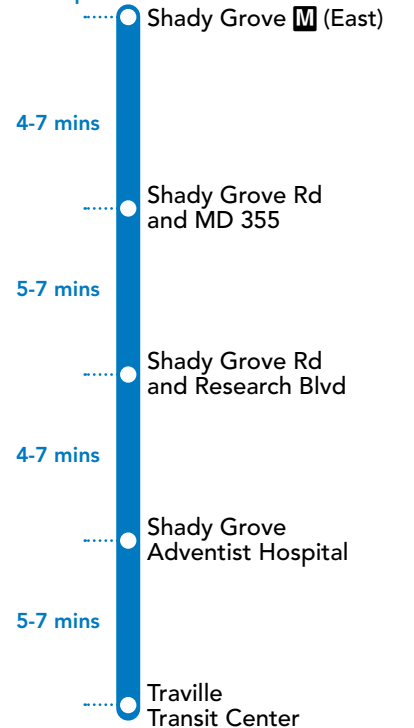 Shady Grove M (East)
4-7 mins
Shady Grove Rd
and MD 355
5-7 mins
Shady Grove Rd
and Research Blvd
4-7 mins
Shady Grove
Adventist Hospital
5-7 mins
Traville
Transit Center